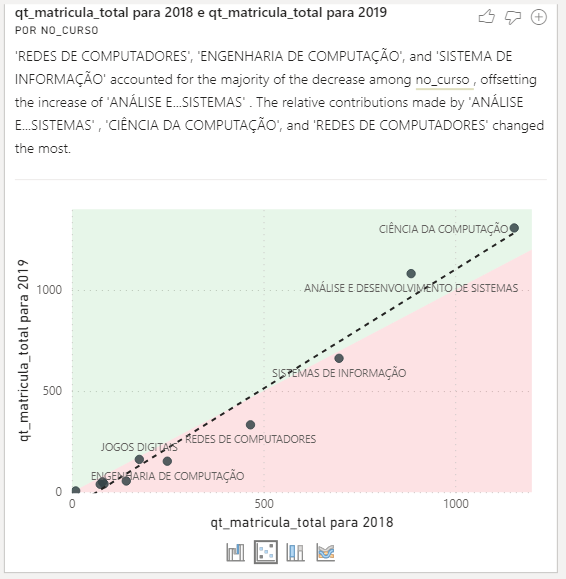 qt_matricula_total para 2018 e qt_matricula_total para 2019
POR NO_CURSO
'REDES DE COMPUTADORES', 'ENGENHARIA DE COMPUTAÇÃO', and 'SISTEMA DE
INFORMAÇÃO' accounted for the majority of the decrease among no_curso , offsetting
the increase of 'ANÁLISE E...SISTEMAS' . The relative contributions made by 'ANÁLISE
E...SISTEMAS' , 'CIÊNCIA DA COMPUTAÇÃO', and 'REDES DE COMPUTADORES' changed
the most.
CIÊNCIA DA COMPUTAÇÃO
qt_matricula_total para 2019
1000
ANÁLISE E DESENVOLVIMENTO DE SISTEMAS
SISTEMAS DE INFORMAÇÃO
500
REDES DE COMPUTADORES
JOGOS DIGITAIS
ENGENHARIA DE COMPUTAÇÃO
0
0 500 1000
qt_matricula_total para 2018